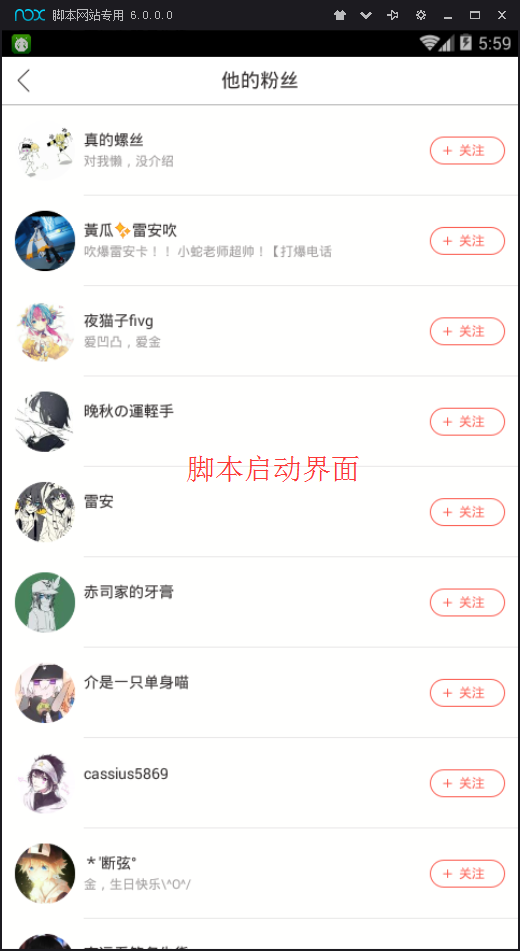 nox 脚本网站专用 6.0.0.0
5:59
他的粉丝
真的螺丝
对我懒，没介绍
+ 关注
黃瓜✨雷安吹
吹爆雷安卡！！小蛇老师超帅！【打爆电话
+ 关注
夜猫子fivg
爱凹凸，爱金
+ 关注
晚秋の運輊手
+ 关注
脚本启动界面
雷安
+ 关注
赤司家的牙膏
+ 关注
介是一只单身喵
+ 关注
cassius5869
+ 关注
＊'断弦°
金，生日快乐\^O^/
+ 关注